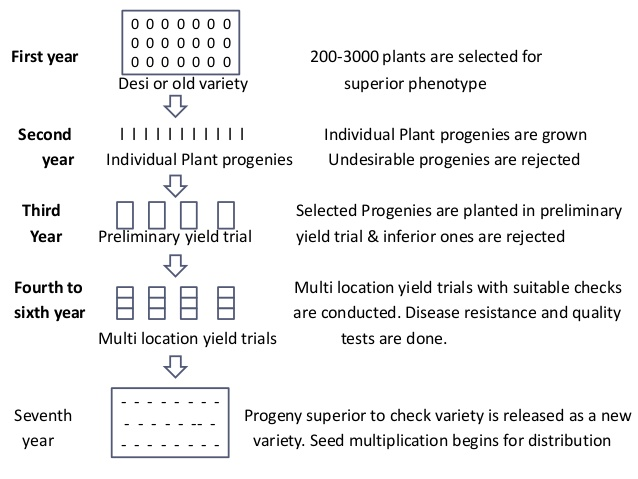 0 0 0 0 0 0 0
0 0 0 0 0 0 0
0 0 0 0 0 0 0
First year
200-3000 plants are selected for
superior phenotype
Desi or old variety
l l l l l l l l l l l
Second
year
Individual Plant progenies
Individual Plant progenies are grown
Undesirable progenies are rejected
Third
Year
Preliminary yield trial
Selected Progenies are planted in preliminary
yield trial & inferior ones are rejected
Fourth to
sixth year
Multi location yield trials
Multi location yield trials with suitable checks
are conducted. Disease resistance and quality
tests are done.
Seventh
year
- - - - - - - -
- - - - - -- -
- - - - - - - -
Progeny superior to check variety is released as a new
variety. Seed multiplication begins for distribution